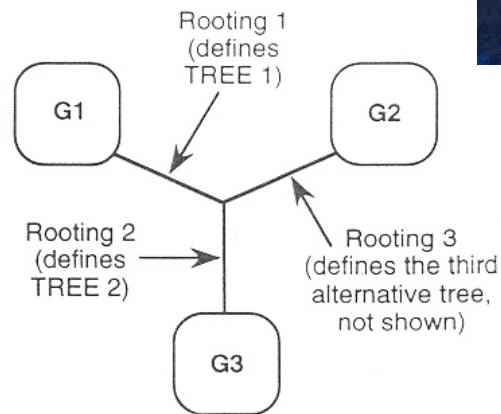 Rooting 1
(defines
TREE 1)
G1
G2
Rooting 2
(defines
TREE 2)
Rooting 3
(defines the third
alternative tree,
not shown)
G3